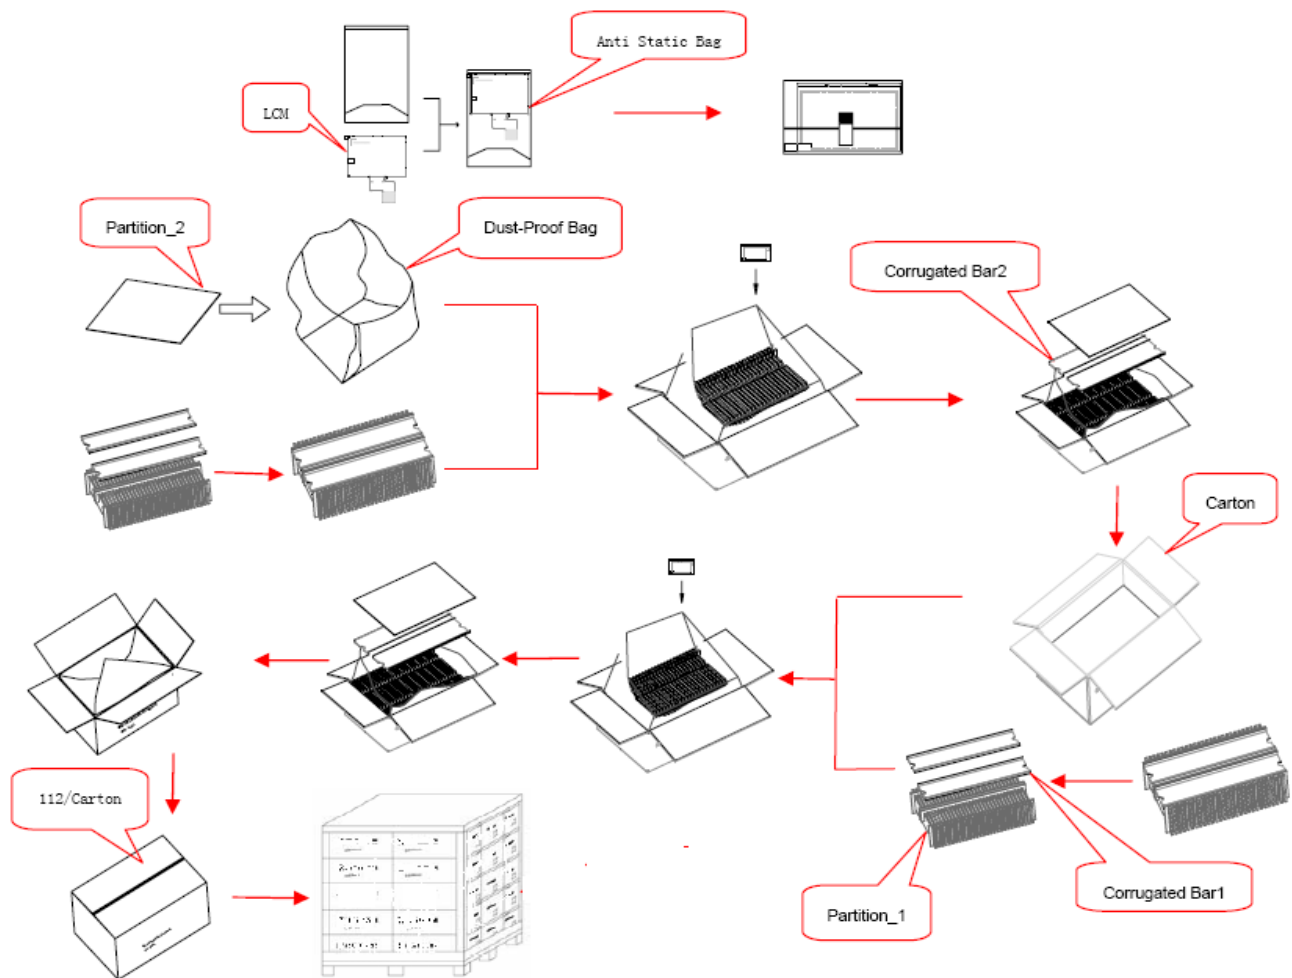 Anti Static Bag
LCM
Partition_2
Dust-Proof Bag
Corrugated Bar2
Carton
112/Carton
Partition_1
Corrugated Bar1